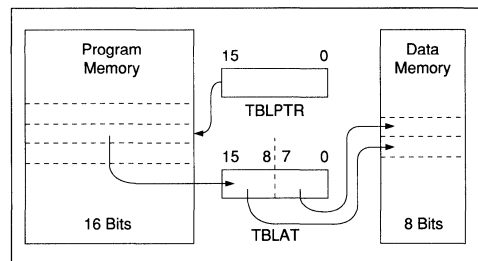 Program
Memory
15 0
TBLPTR
Data
Memory
15 8 7 0
TBLAT
16 Bits
8 Bits